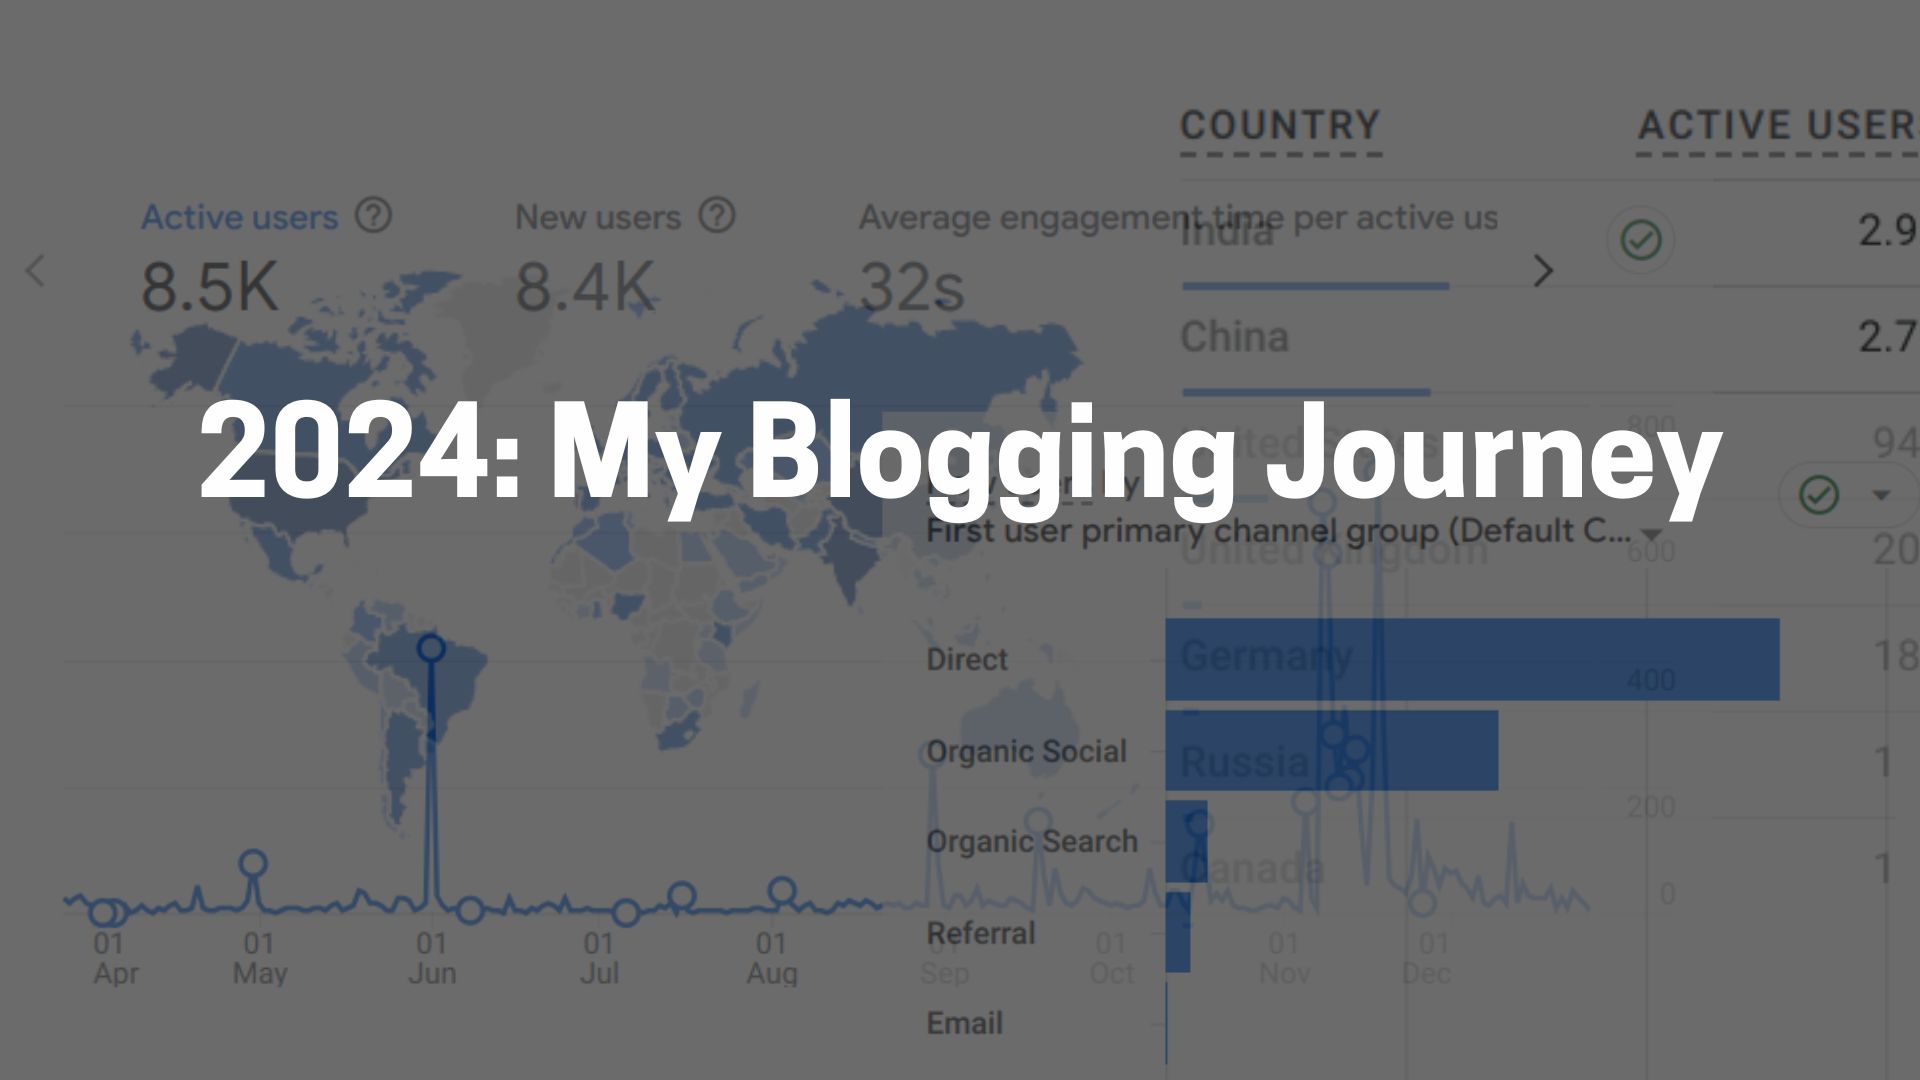 COUNTRY
ACTIVE USER
Active users
New users
Average engagement time per active us
India
2.9
8.5K
8.4K
32s
China
2.7
800
2024: My Blogging Journey
94
First user primary channel group (Default C...
United Kingdom
600
20
Direct
Germany
400
18
Organic Social
Russia
1
200
Organic Search
Canada
1
0
Referral
01
01
01
01
01
01
01
01
Apr
May
Jun
Jul
Aug
Sep
Oct
Nov
Dec
Email